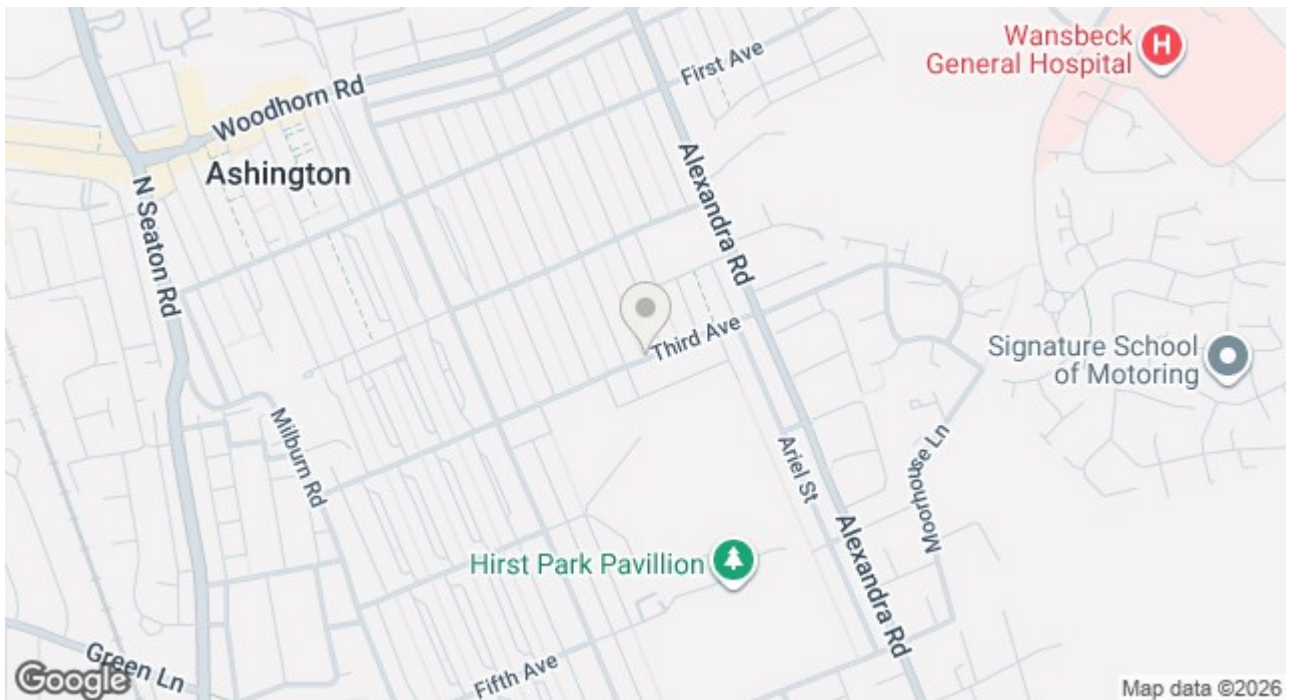 First Ave
Wansbeck
General Hospital
H
Woodhorn Rd
Ashington
Alexandra Rd
N Seaton Rd
Third Ave
Signature School
of Motoring
Milburn Rd
Ariel St
Moorhouse Ln
Hirst Park Pavillion
Alexandra Rd
Green Ln
Fifth Ave
Google
Map data ©2026